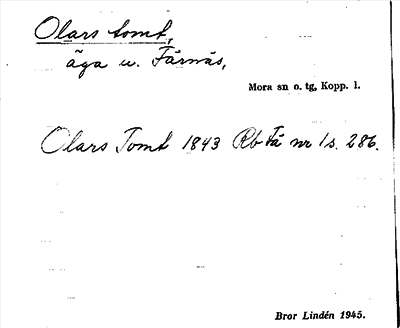 Olars tomt,
äga u. Färnäs,
Mora sn o. tg, Kopp. l.
Olars Tomt 1843 Rb Fä nr 1 s. 286.
Bror Lindén 1945.